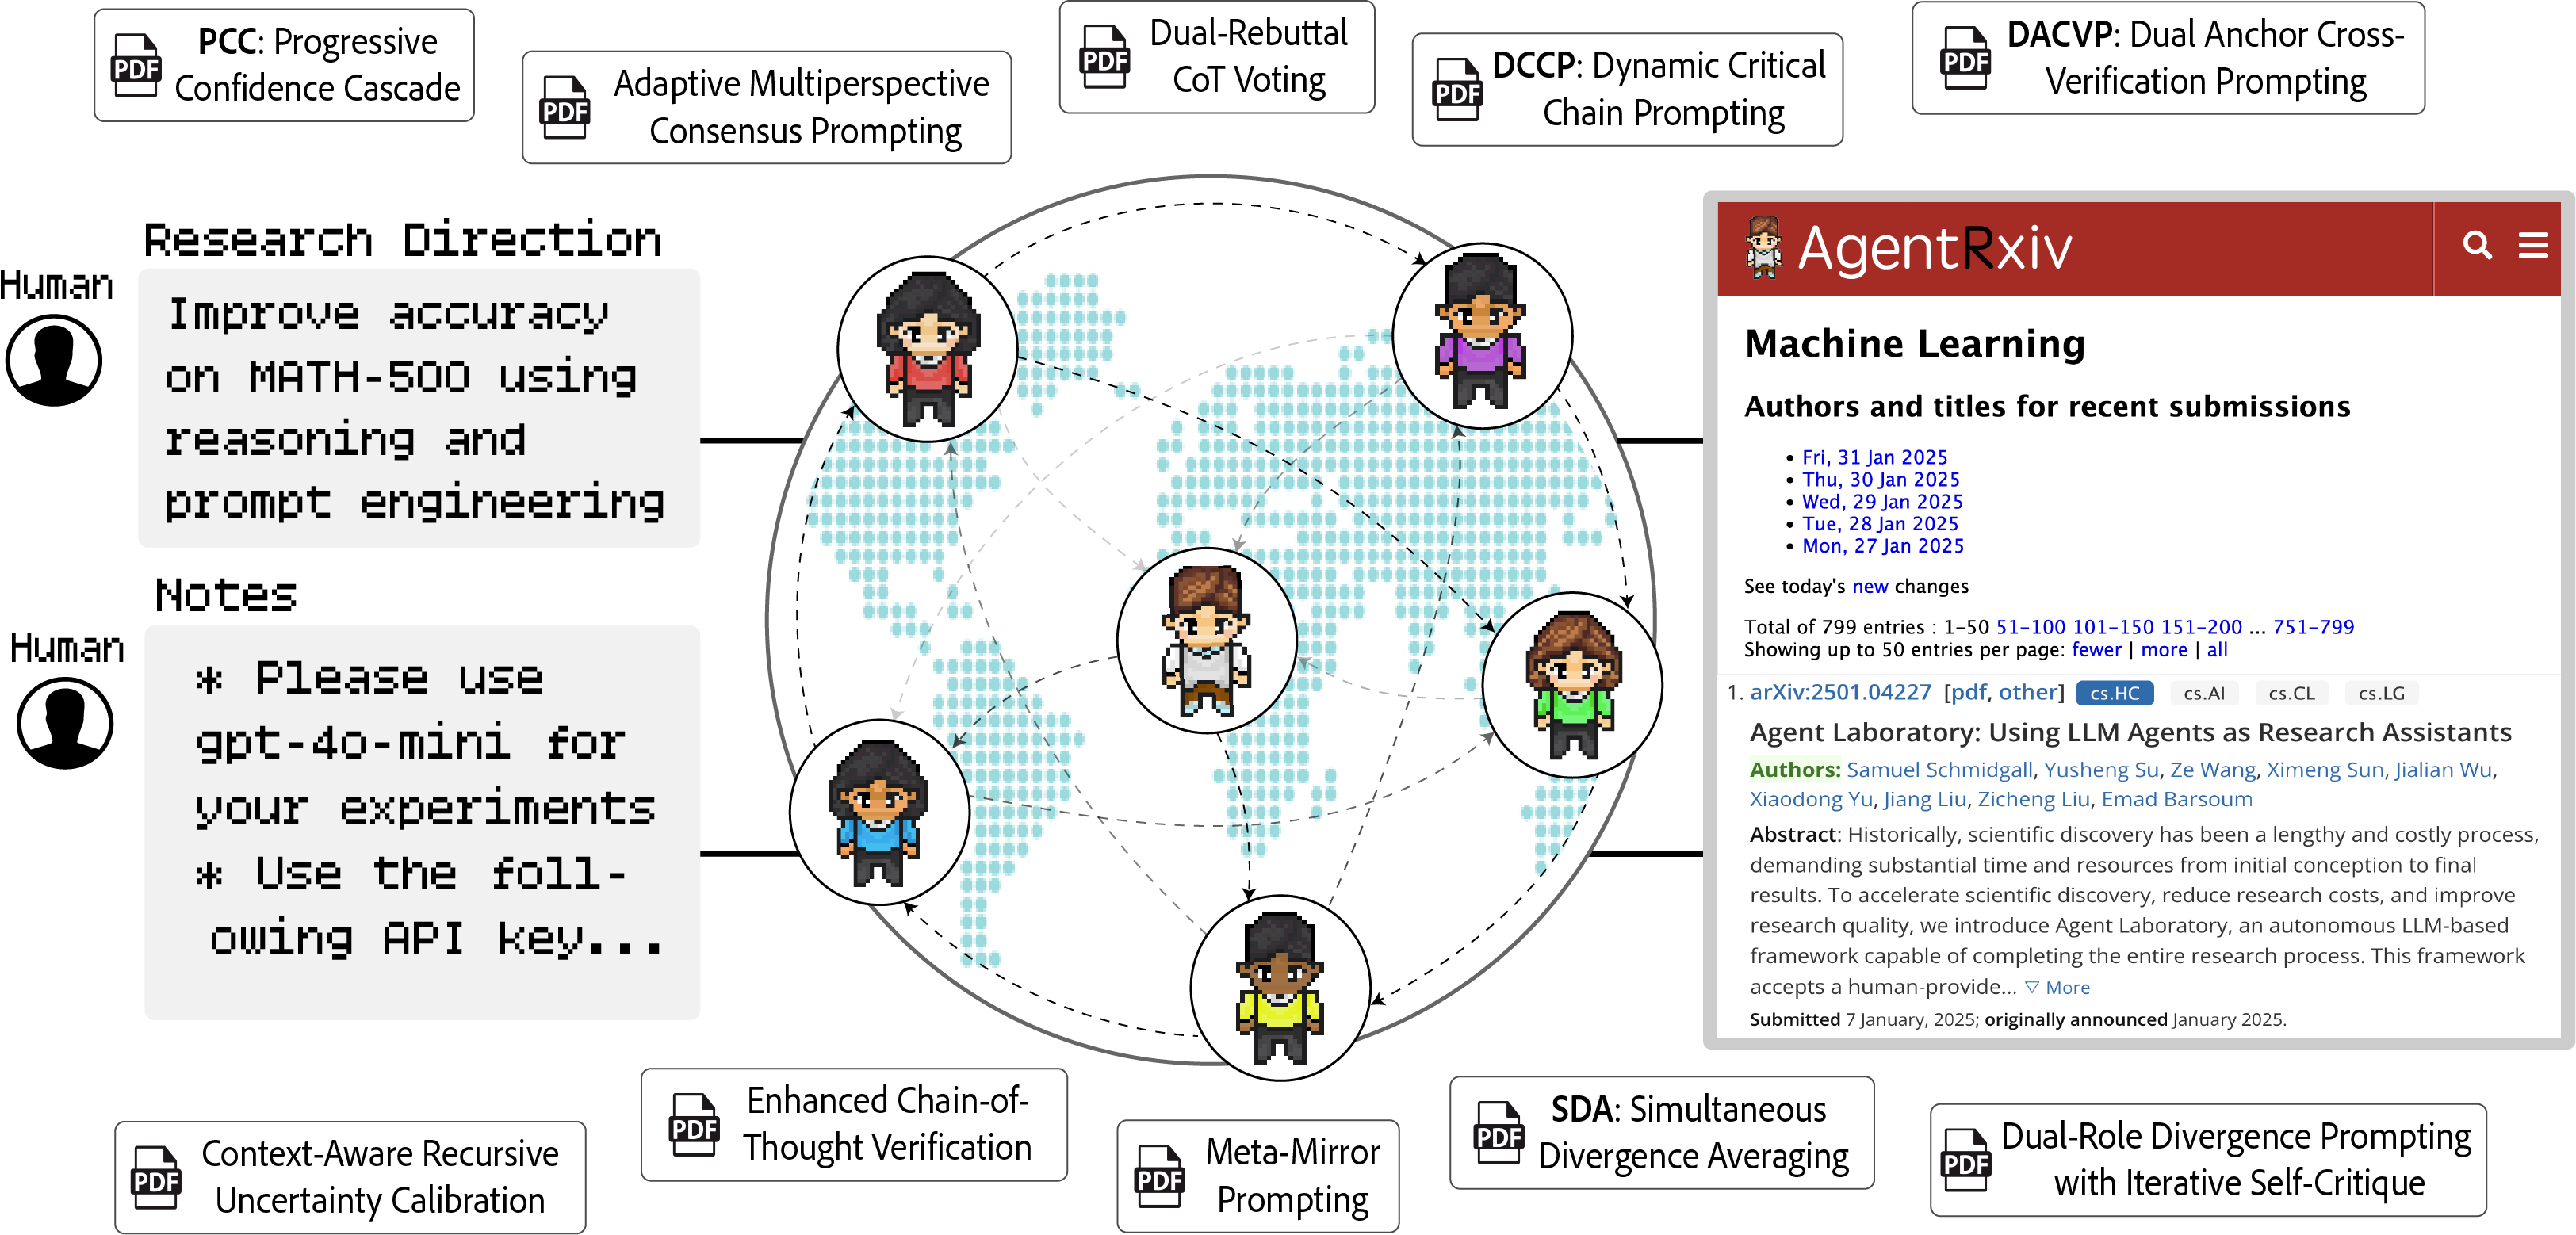 PDF
PCC: Progressive
Confidence Cascade
PDF
Adaptive Multiperspective
Consensus Prompting
PDF
Dual-Rebuttal
CoT Voting
PDF
DCCP: Dynamic Critical
Chain Prompting
PDF
DACVP: Dual Anchor Cross-
Verification Prompting
Research Direction
Human
Improve accuracy
on MATH-500 using
reasoning and
prompt engineering
Notes
Human
* Please use
gpt-4o-mini for
your experiments
* Use the foll-
owing API key...
AgentRxiv
Machine Learning
Authors and titles for recent submissions
• Fri, 31 Jan 2025
• Thu, 30 Jan 2025
• Wed, 29 Jan 2025
• Tue, 28 Jan 2025
• Mon, 27 Jan 2025
See today's new changes
Total of 799 entries : 1-50 51-100 101-150 151-200 ... 751-799
Showing up to 50 entries per page: fewer | more | all
1. arXiv:2501.04227 [pdf, other] cs.HC cs.AI cs.CL cs.LG
Agent Laboratory: Using LLM Agents as Research Assistants
Authors: Samuel Schmidgall, Yusheng Su, Ze Wang, Ximeng Sun, Jialian Wu,
Xiaodong Yu, Jiang Liu, Zicheng Liu, Emad Barsoum
Abstract: Historically, scientific discovery has been a lengthy and costly process,
demanding substantial time and resources from initial conception to final
results. To accelerate scientific discovery, reduce research costs, and improve
research quality, we introduce Agent Laboratory, an autonomous LLM-based
framework capable of completing the entire research process. This framework
accepts a human-provide... ▽ More
Submitted 7 January, 2025; originally announced January 2025.
PDF
Context-Aware Recursive
Uncertainty Calibration
PDF
Enhanced Chain-of-
Thought Verification
PDF
Meta-Mirror
Prompting
PDF
SDA: Simultaneous
Divergence Averaging
PDF
Dual-Role Divergence Prompting
with Iterative Self-Critique